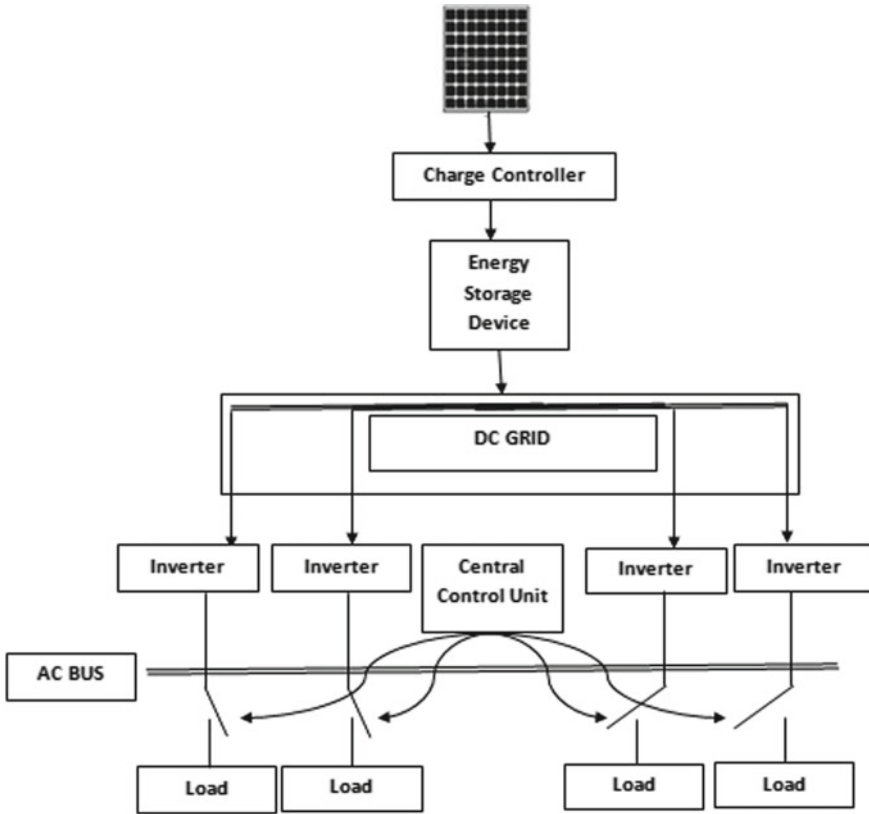 Charge Controller
Energy
Storage
Device
DC GRID
Inverter
Inverter
Central
Control Unit
Inverter
Inverter
AC BUS
Load
Load
Load
Load